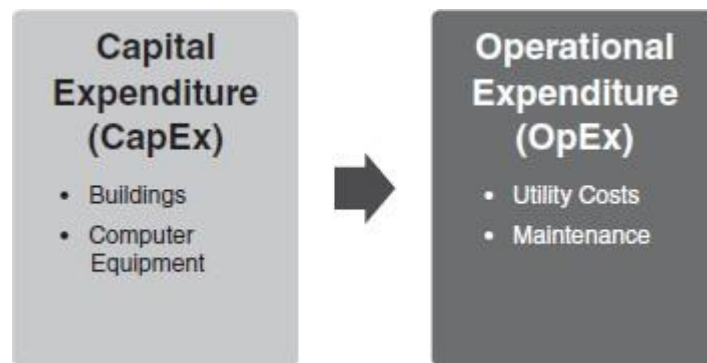 Capital
Expenditure
(CapEx)
• Buildings
• Computer
Equipment
Operational
Expenditure
(OpEx)
• Utility Costs
• Maintenance